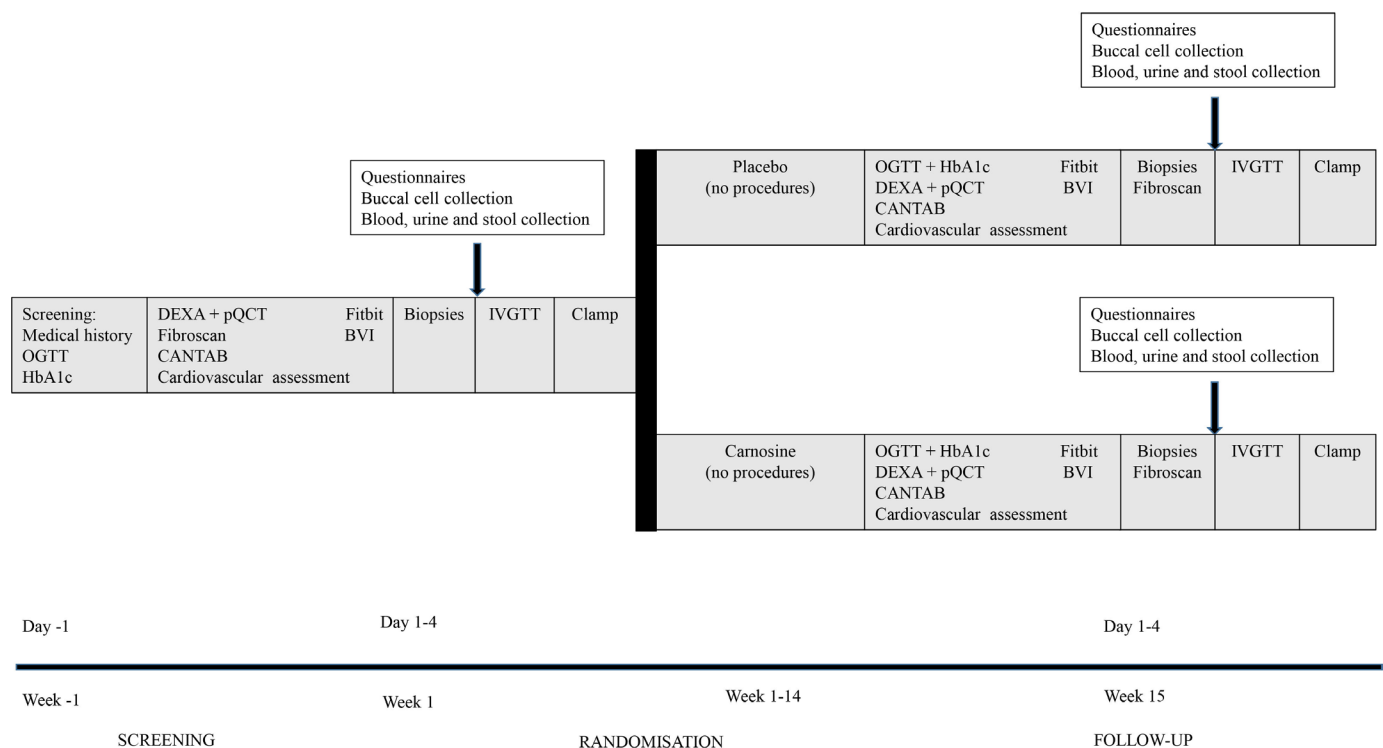 Questionnaires
Buccal cell collection
Blood, urine and stool collection
Questionnaires
Buccal cell collection
Blood, urine and stool collection
Placebo
(no procedures)
OGTT + HbA1c Fitbit
DEXA + pQCT BVI
CANTAB
Cardiovascular assessment
Biopsies
Fibroscan
IVGTT
Clamp
Screening:
Medical history
OGTT
HbA1c
DEXA + pQCT Fitbit
Fibroscan BVI
CANTAB
Cardiovascular assessment
Biopsies
IVGTT
Clamp
Questionnaires
Buccal cell collection
Blood, urine and stool collection
Carnosine
(no procedures)
OGTT + HbA1c Fitbit
DEXA + pQCT BVI
CANTAB
Cardiovascular assessment
Biopsies
Fibroscan
IVGTT
Clamp
Day -1 Day 1-4 Day 1-4
Week -1 Week 1 Week 1-14 Week 15
SCREENING RANDOMISATION FOLLOW-UP